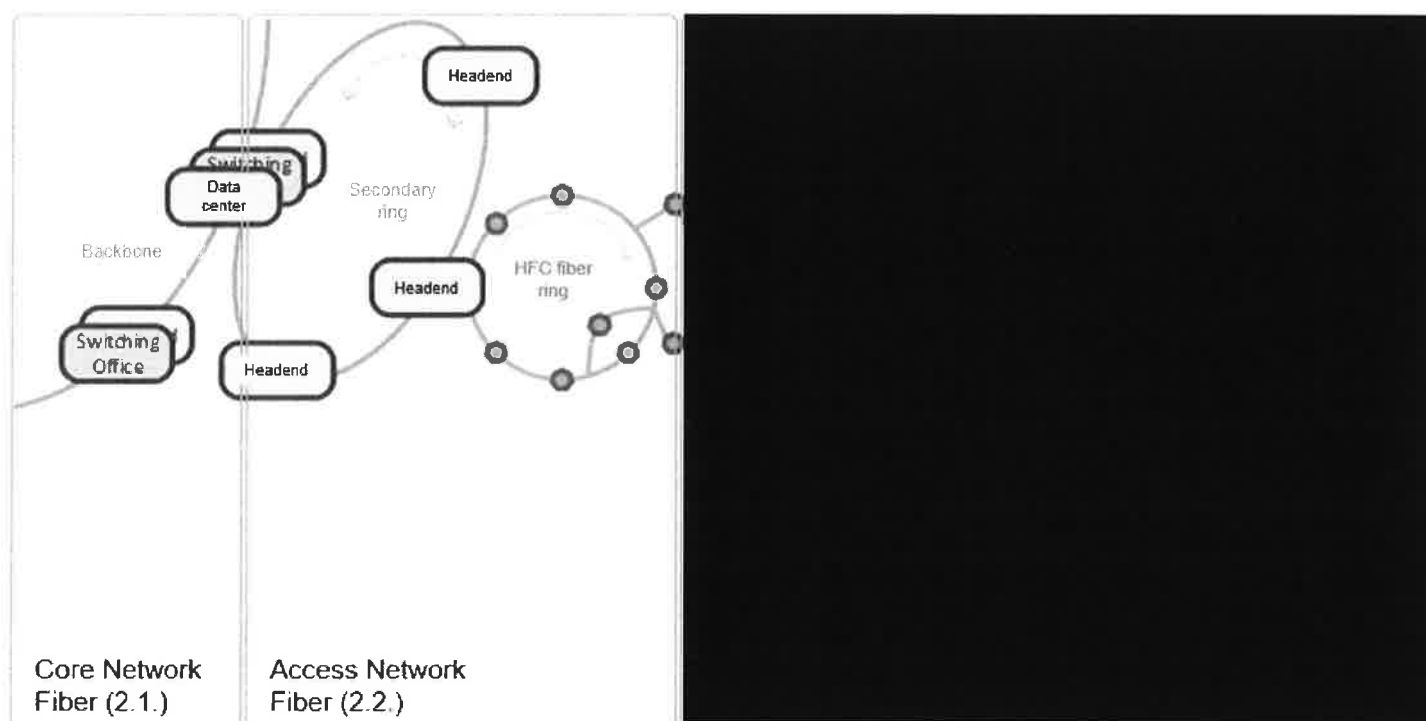 Headend
Switching
Data
center
Secondary
ring
Backbone
HFC fiber
ring
Headend
Switching
Office
Headend
Core Network
Fiber (2.1.)
Access Network
Fiber (2.2.)